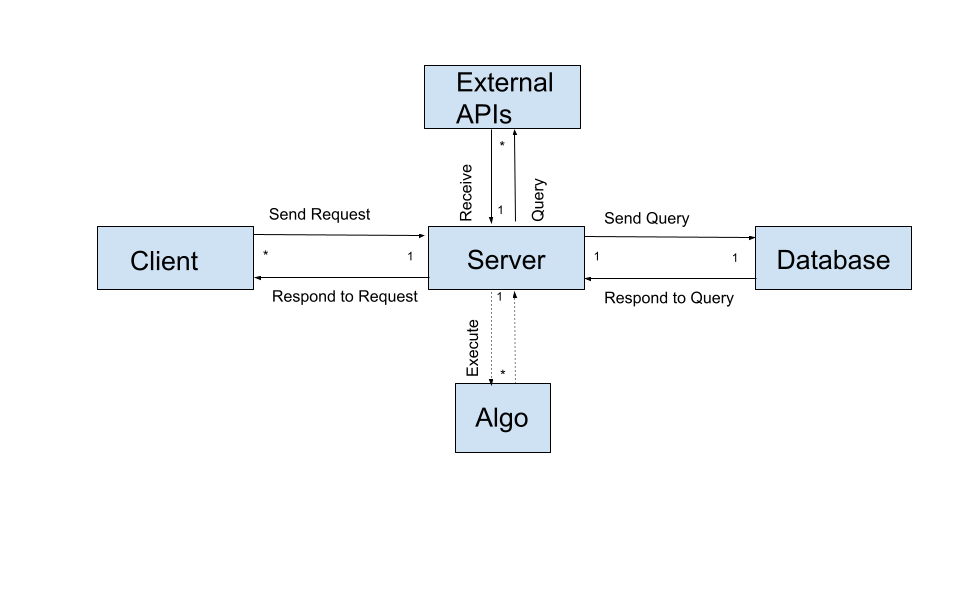 External
APIs
*
Receive
Query
1
Send Request
Send Query
Client
*
1
Server
1
1
Database
Respond to Request
1
Respond to Query
Execute
*
Algo